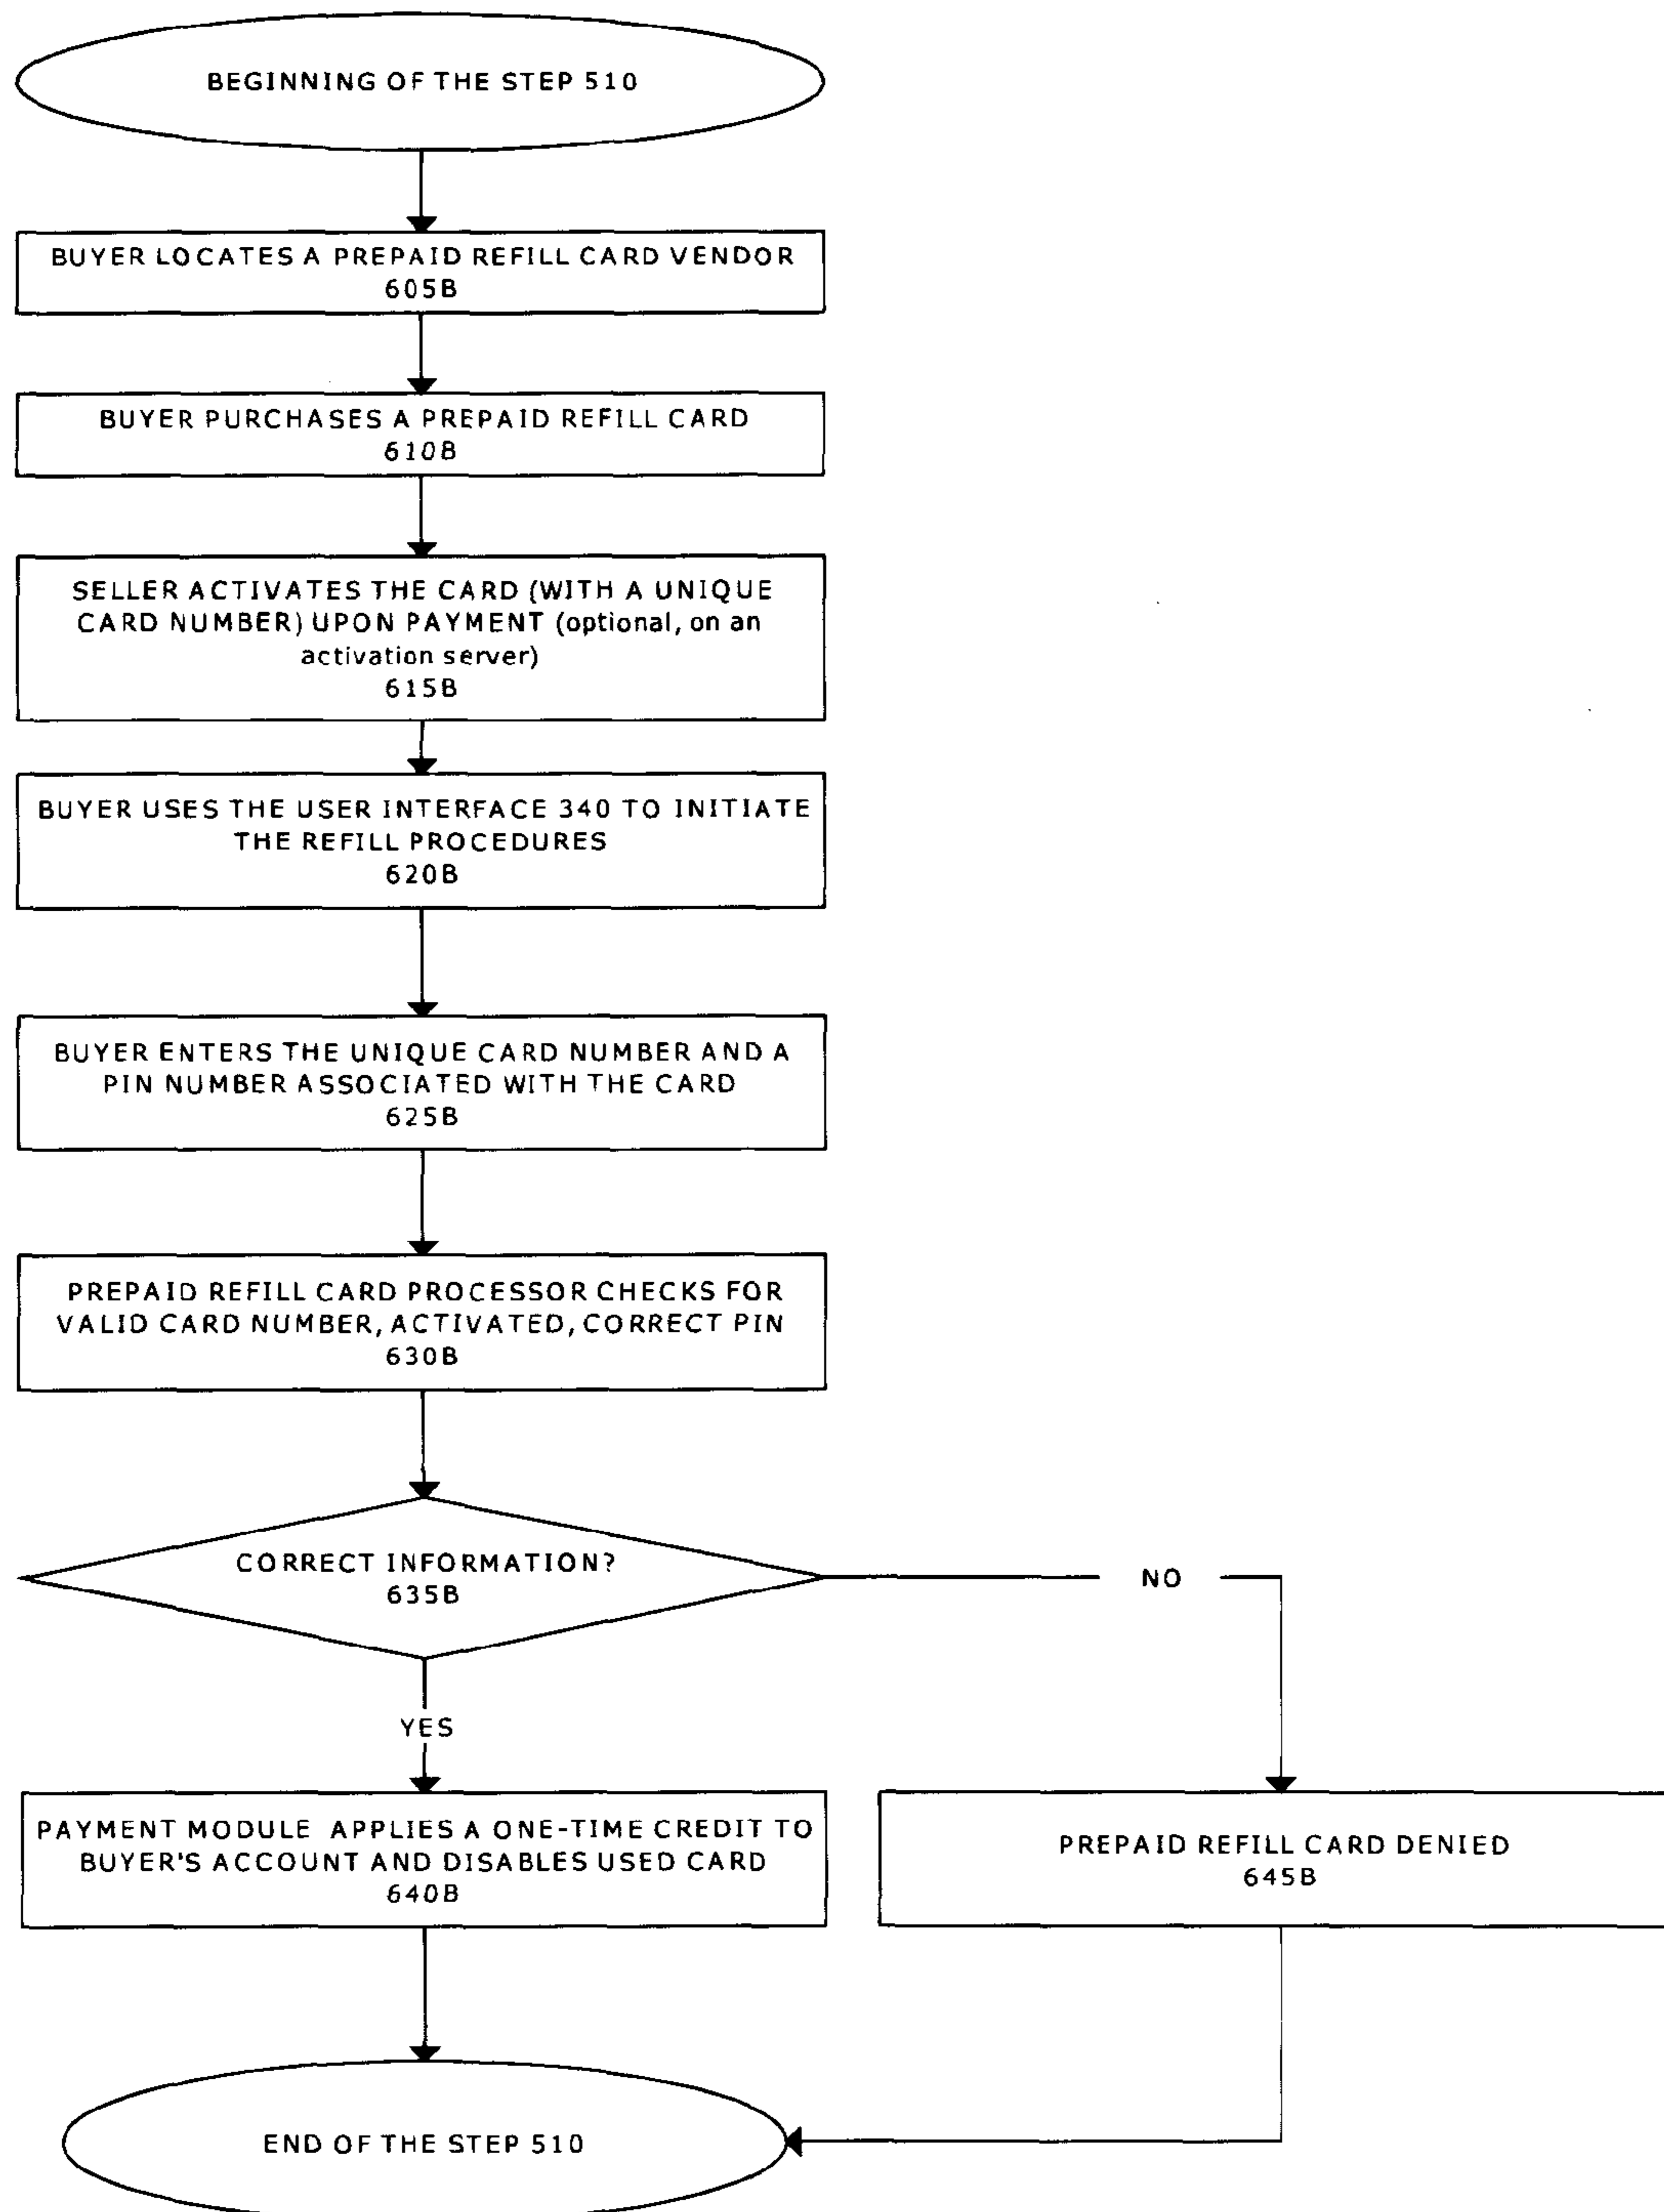 BEGINNING OF THE STEP 510
BUYER LOCATES A PREPAID REFILL CARD VENDOR
605B
BUYER PURCHASES A PREPAID REFILL CARD
610B
SELLER ACTIVATES THE CARD (WITH A UNIQUE
CARD NUMBER) UPON PAYMENT (optional, on an
activation server)
615B
BUYER USES THE USER INTERFACE 340 TO INITIATE
THE REFILL PROCEDURES
620B
BUYER ENTERS THE UNIQUE CARD NUMBER AND A
PIN NUMBER ASSOCIATED WITH THE CARD
625B
PREPAID REFILL CARD PROCESSOR CHECKS FOR
VALID CARD NUMBER, ACTIVATED, CORRECT PIN
630B
CORRECT INFORMATION?
635B
NO
YES
PAYMENT MODULE APPLIES A ONE-TIME CREDIT TO
BUYER'S ACCOUNT AND DISABLES USED CARD
640B
PREPAID REFILL CARD DENIED
645B
END OF THE STEP 510